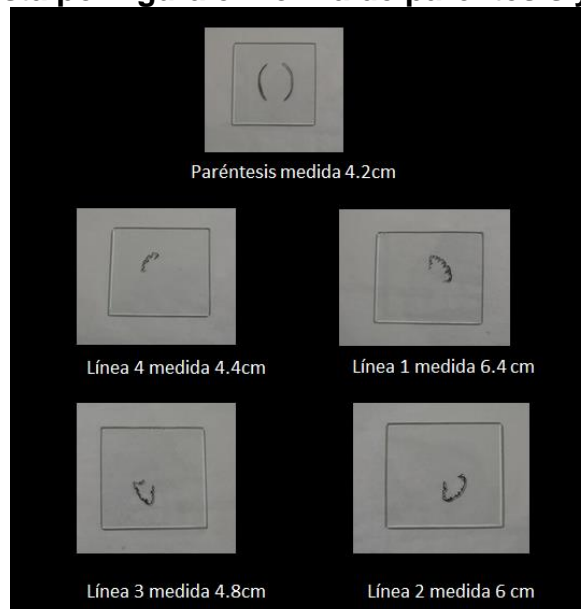 Paréntesis medida 4.2cm
Línea 4 medida 4.4cm
Línea 1 medida 6.4 cm
Línea 3 medida 4.8cm
Línea 2 medida 6 cm